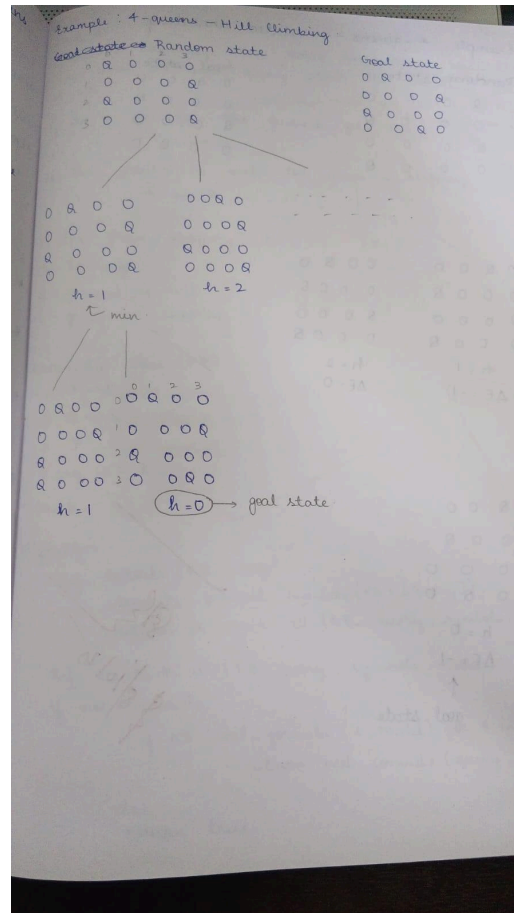 Example : 4-queens - Hill Climbing -
Goal state Random state
0 1 2 3
0 Q 0 0 0
0 0 0 Q
2 Q 0 0 0
3 0 0 0 Q
Goal state
0 Q 0 0
0 0 0 Q
Q 0 0 0
0 0 Q 0
0 Q 0 0
0 0 0 Q
Q 0 0 0
0 0 0 Q
h = 1
min
0 0 Q 0
0 0 0 Q
Q 0 0 0
0 0 0 Q
h = 2
0 Q 0 0
0 0 0 Q
Q 0 0 0
Q 0 0 0
h = 1
0 1 2 3
0 0 Q 0 0
1 0 0 0 Q
2 Q 0 0 0
3 0 0 Q 0
h = 0 → goal state